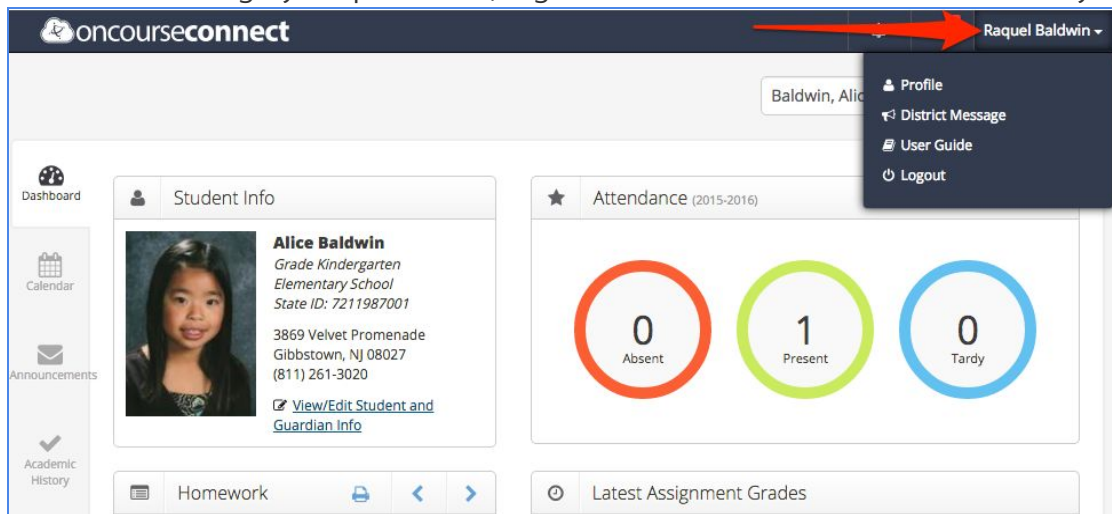 oncourseconnect
Raquel Baldwin
Baldwin, Alic
Profile
District Message
User Guide
Logout
Dashboard
Calendar
Announcements
Academic
History
Student Info
Alice Baldwin
Grade Kindergarten
Elementary School
State ID: 7211987001
3869 Velvet Promenade
Gibbstown, NJ 08027
(811) 261-3020
View/Edit Student and
Guardian Info
Attendance (2015-2016)
0
Absent
1
Present
0
Tardy
Homework
Latest Assignment Grades